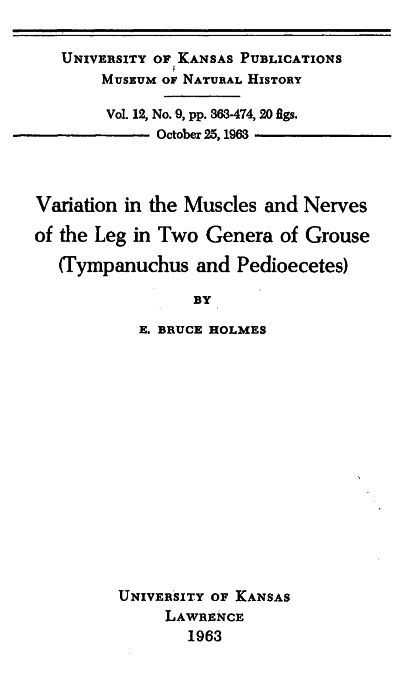 University of Kansas Publications
Museum of Natural History
Vol. 12, No. 9, pp. 363-474, 20 figs.
October 25, 1963
Variation in the Muscles and Nerves
of the Leg in Two Genera of Grouse
(Tympanuchus and Pedioecetes)
BY
E. BRUCE HOLMES
University of Kansas
Lawrence
1963